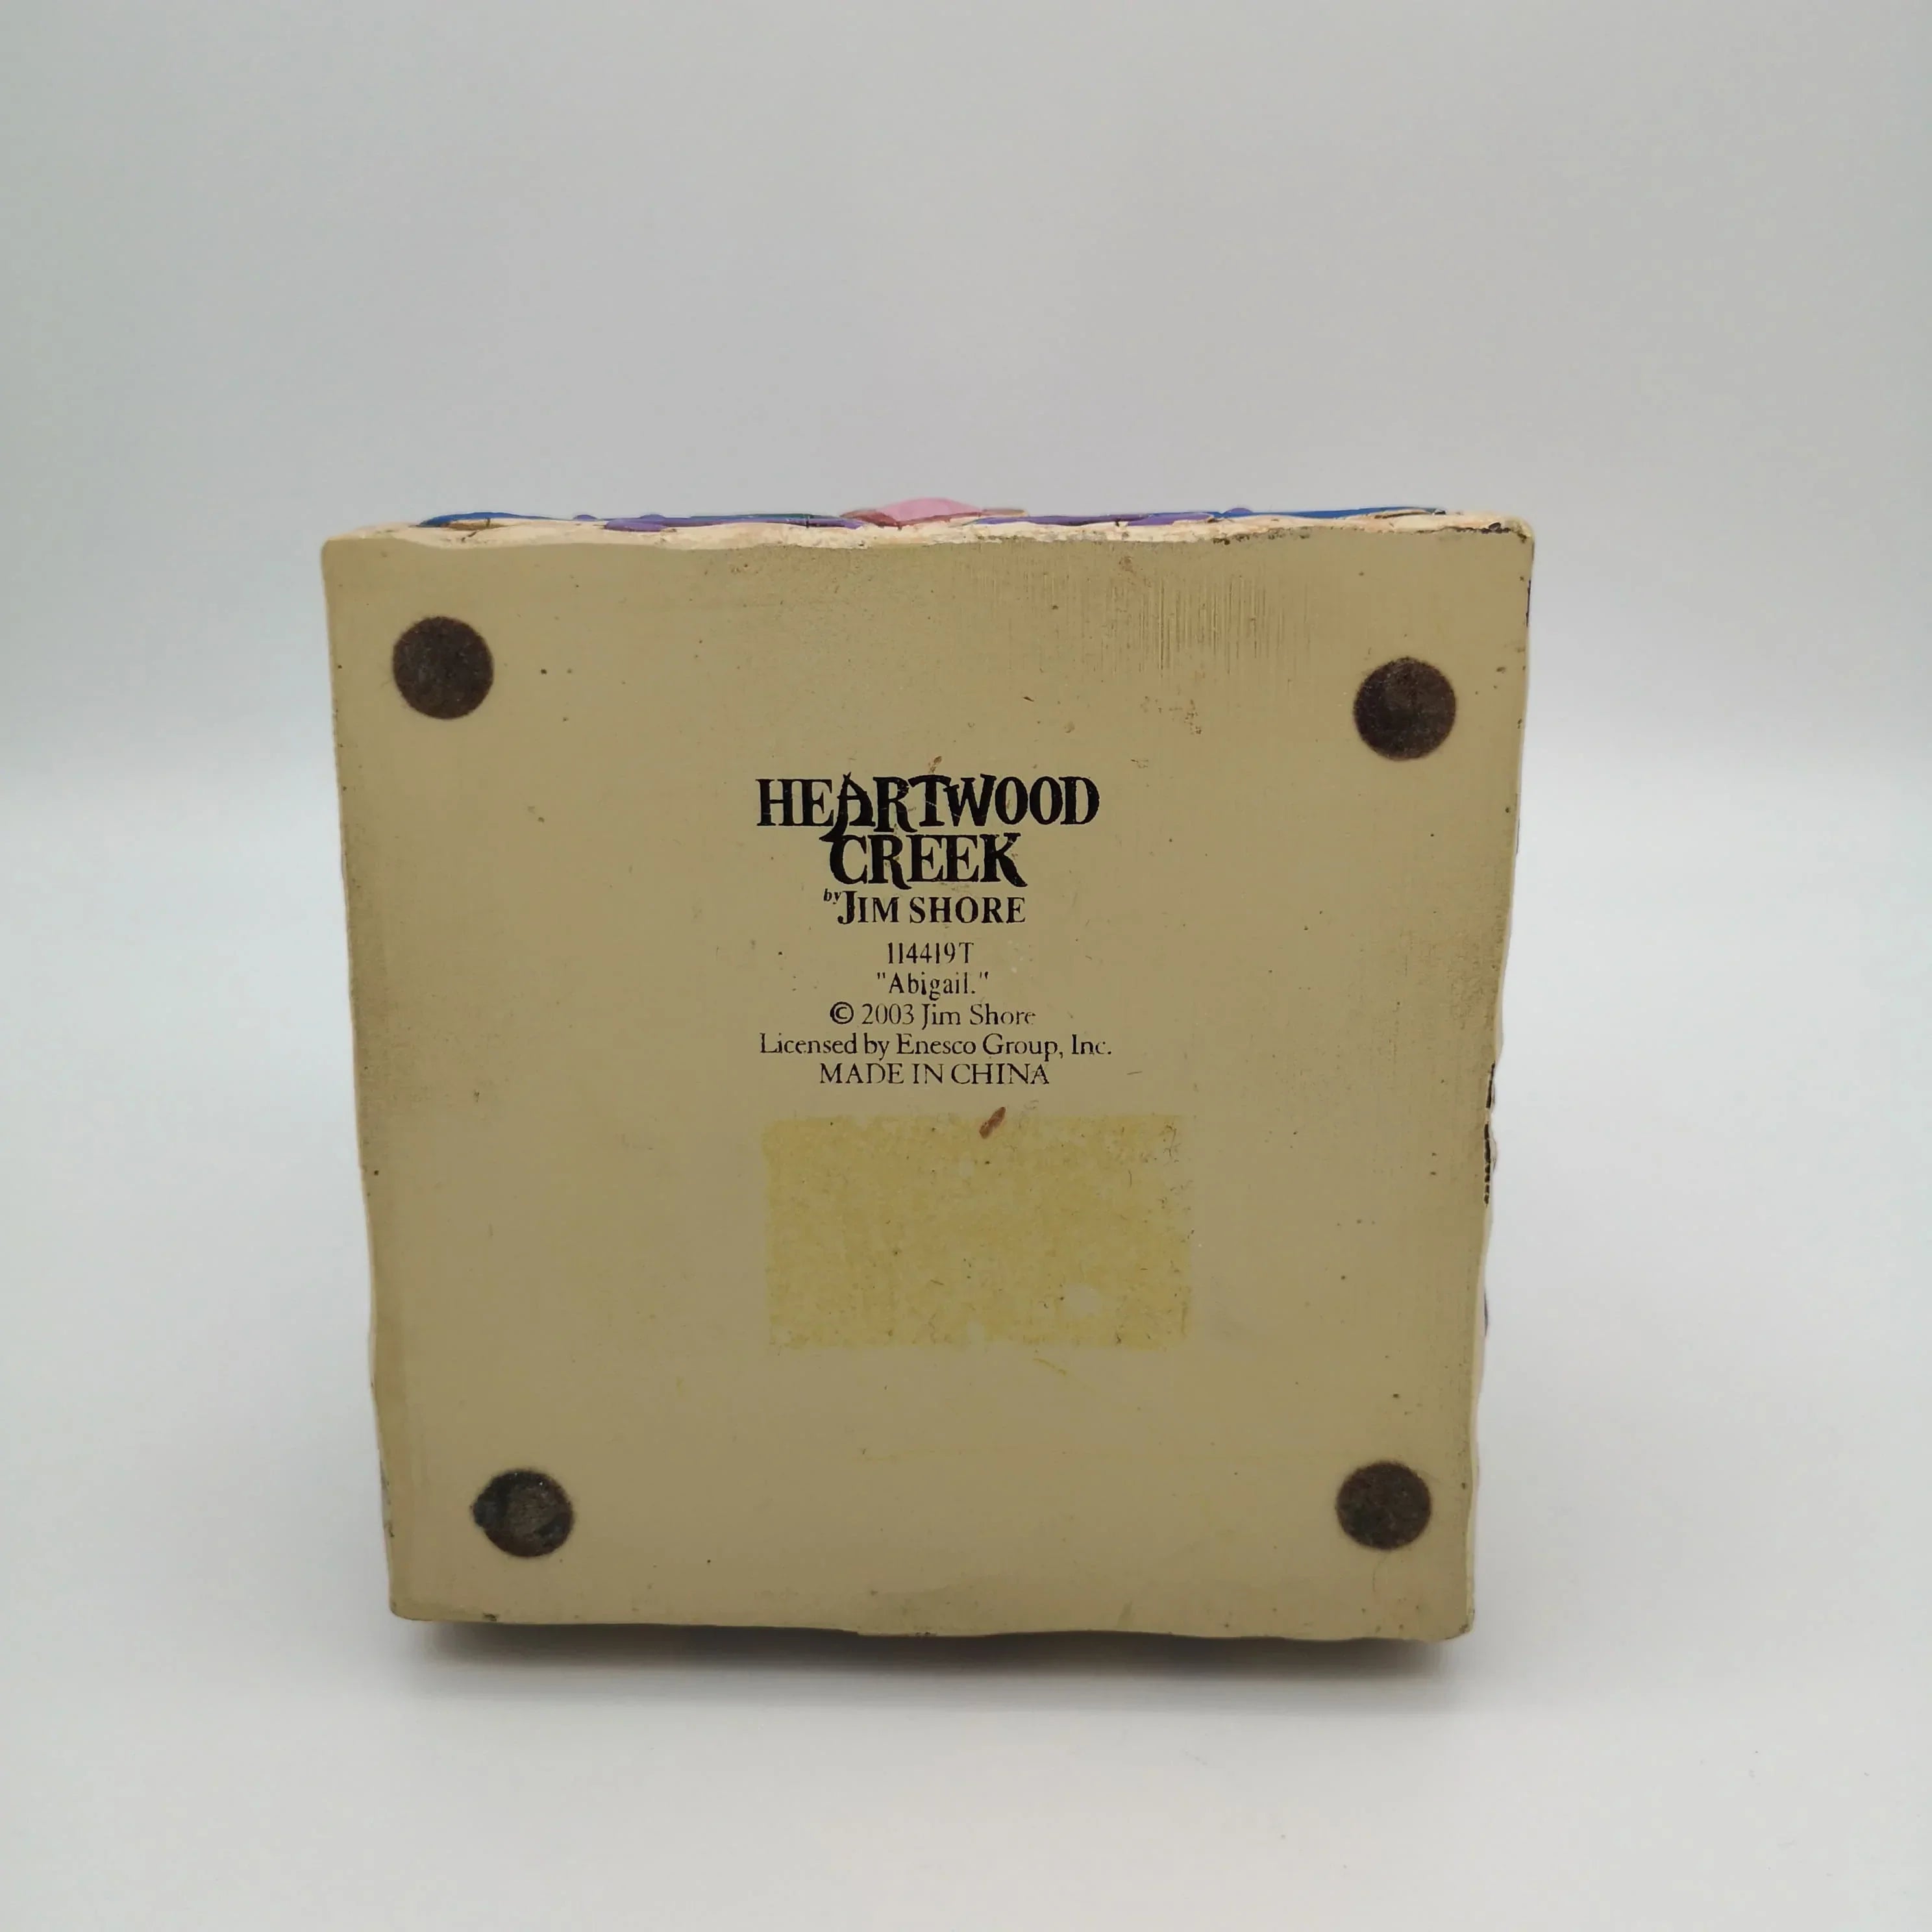 HEARTWOOD
CREEK
by JIM SHORE
114419T
"Abigail."
© 2003 Jim Shore
Licensed by Enesco Group, Inc.
MADE IN CHINA